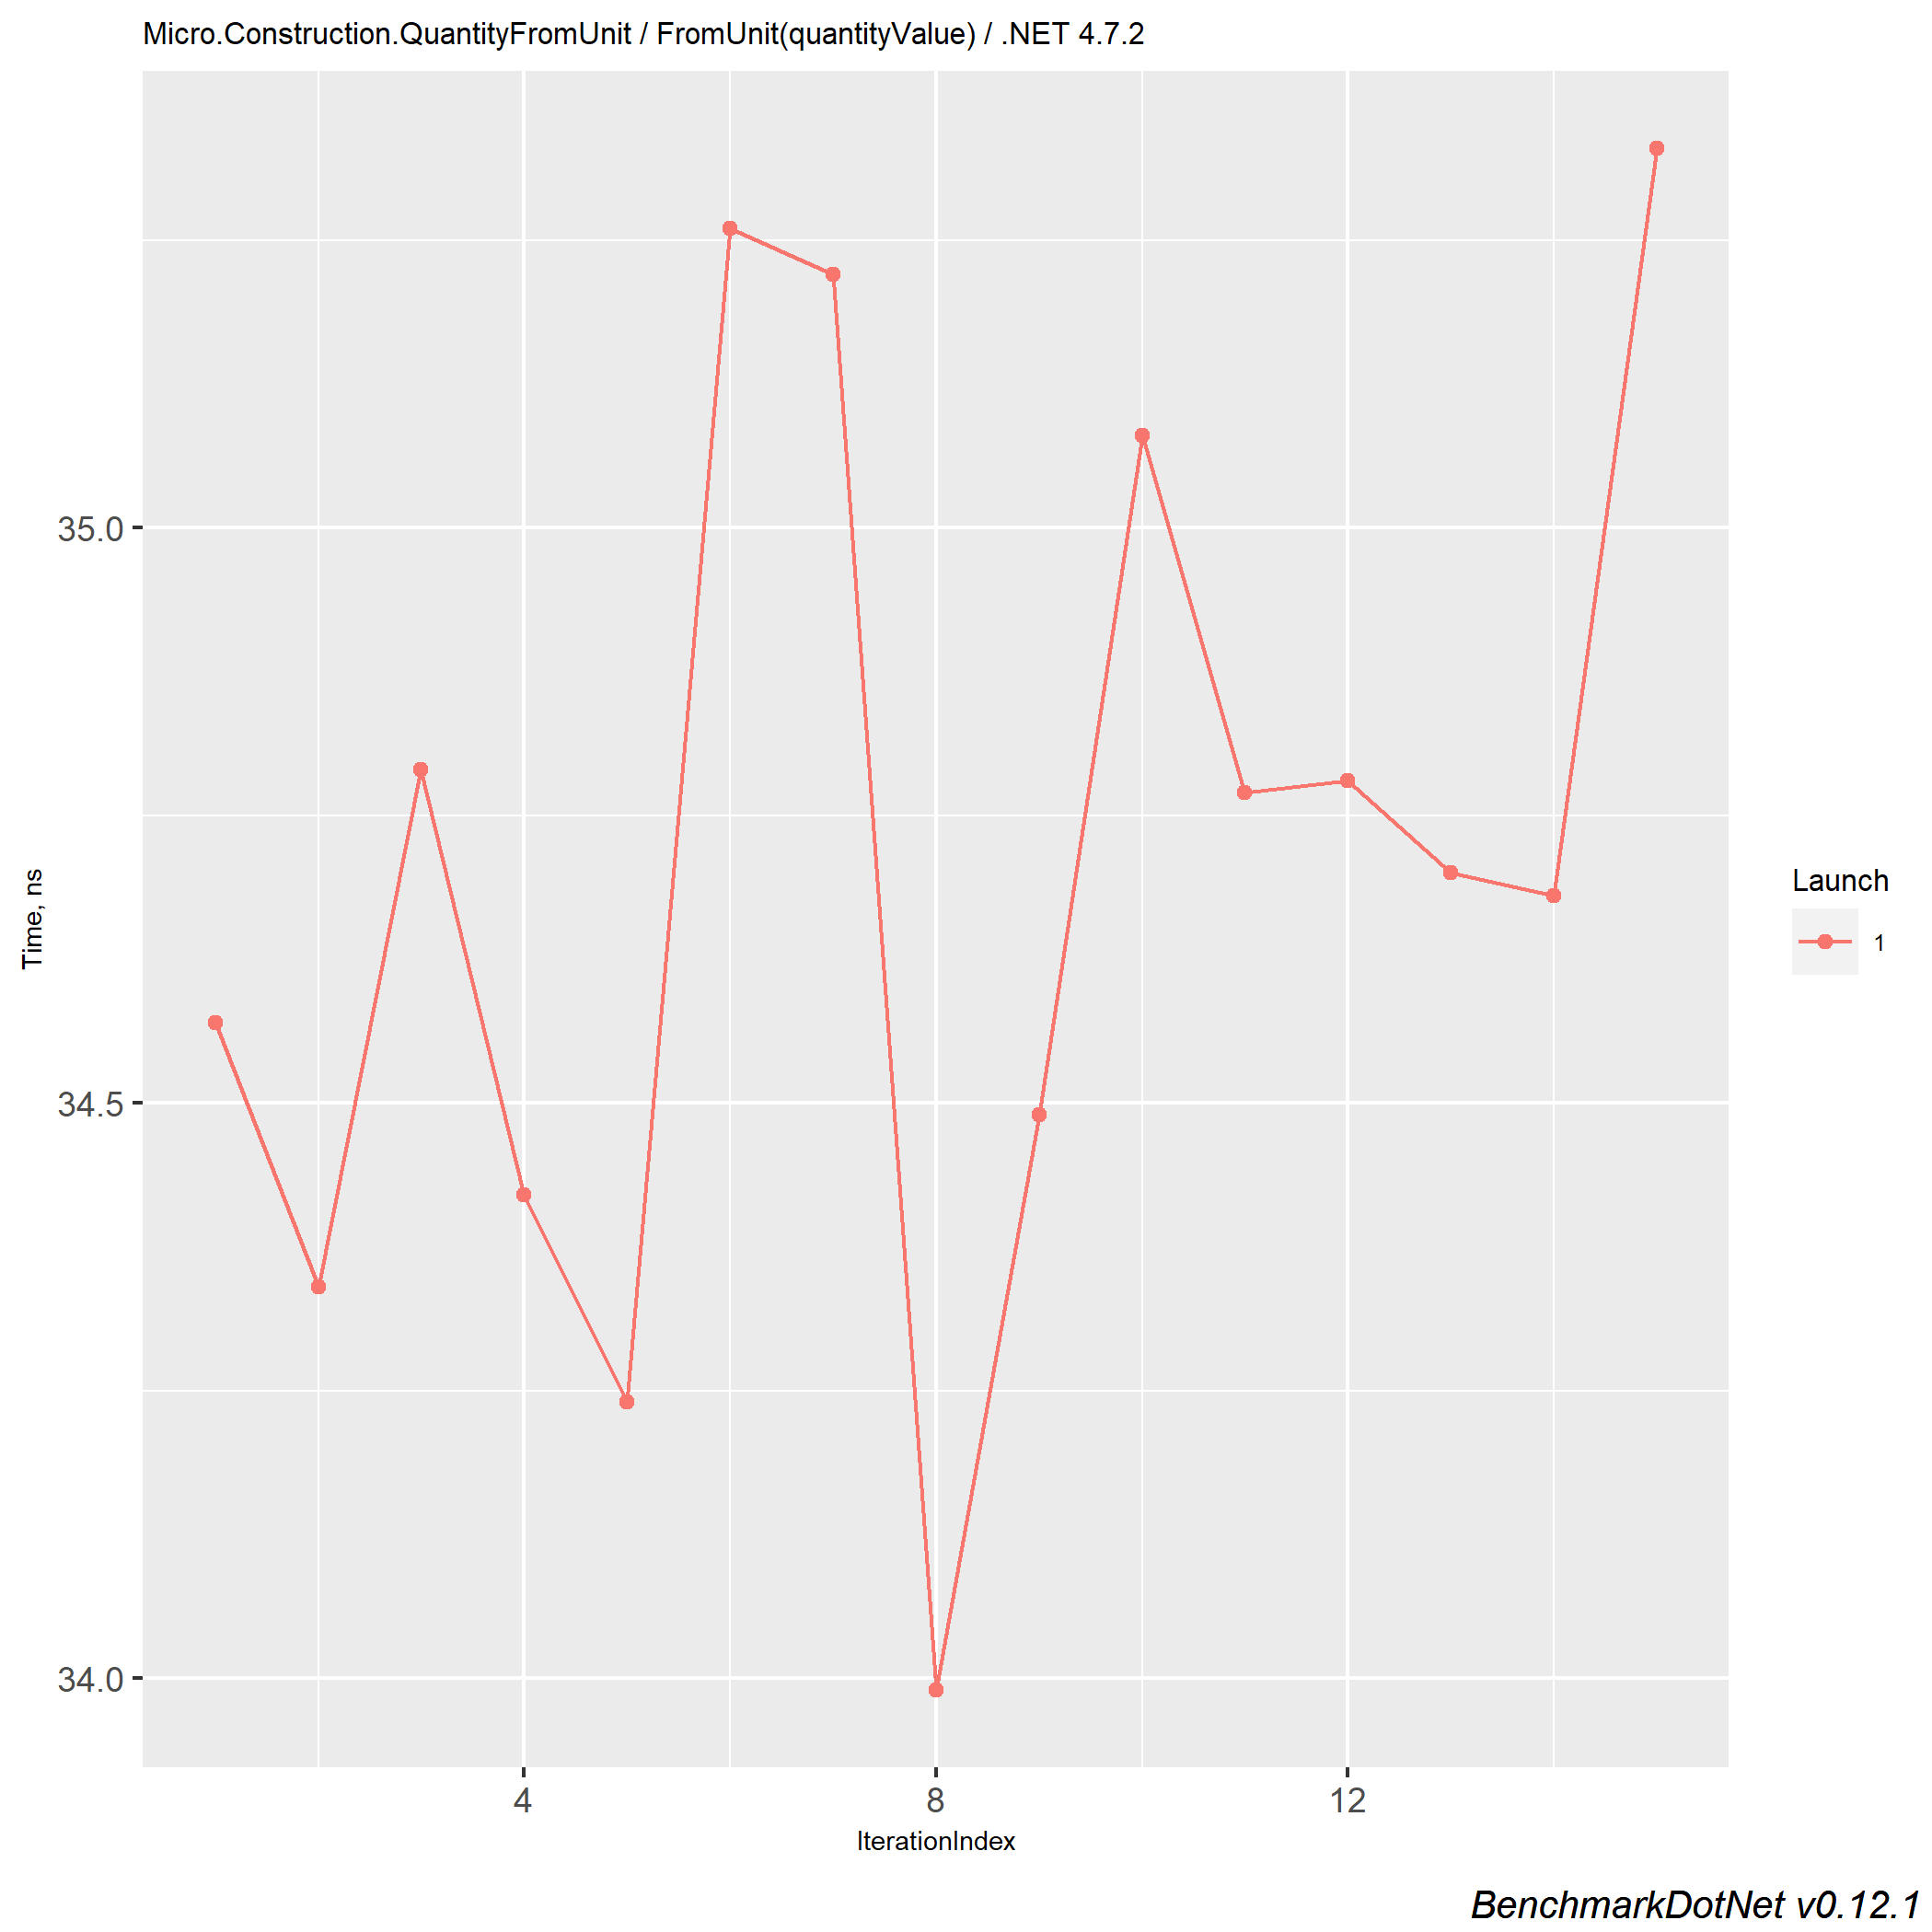 Micro.Construction.QuantityFromUnit / FromUnit(quantityValue) / .NET 4.7.2
35.0
34.5
34.0
Time, ns
4 8 12
IterationIndex
Launch
1
BenchmarkDotNet v0.12.1